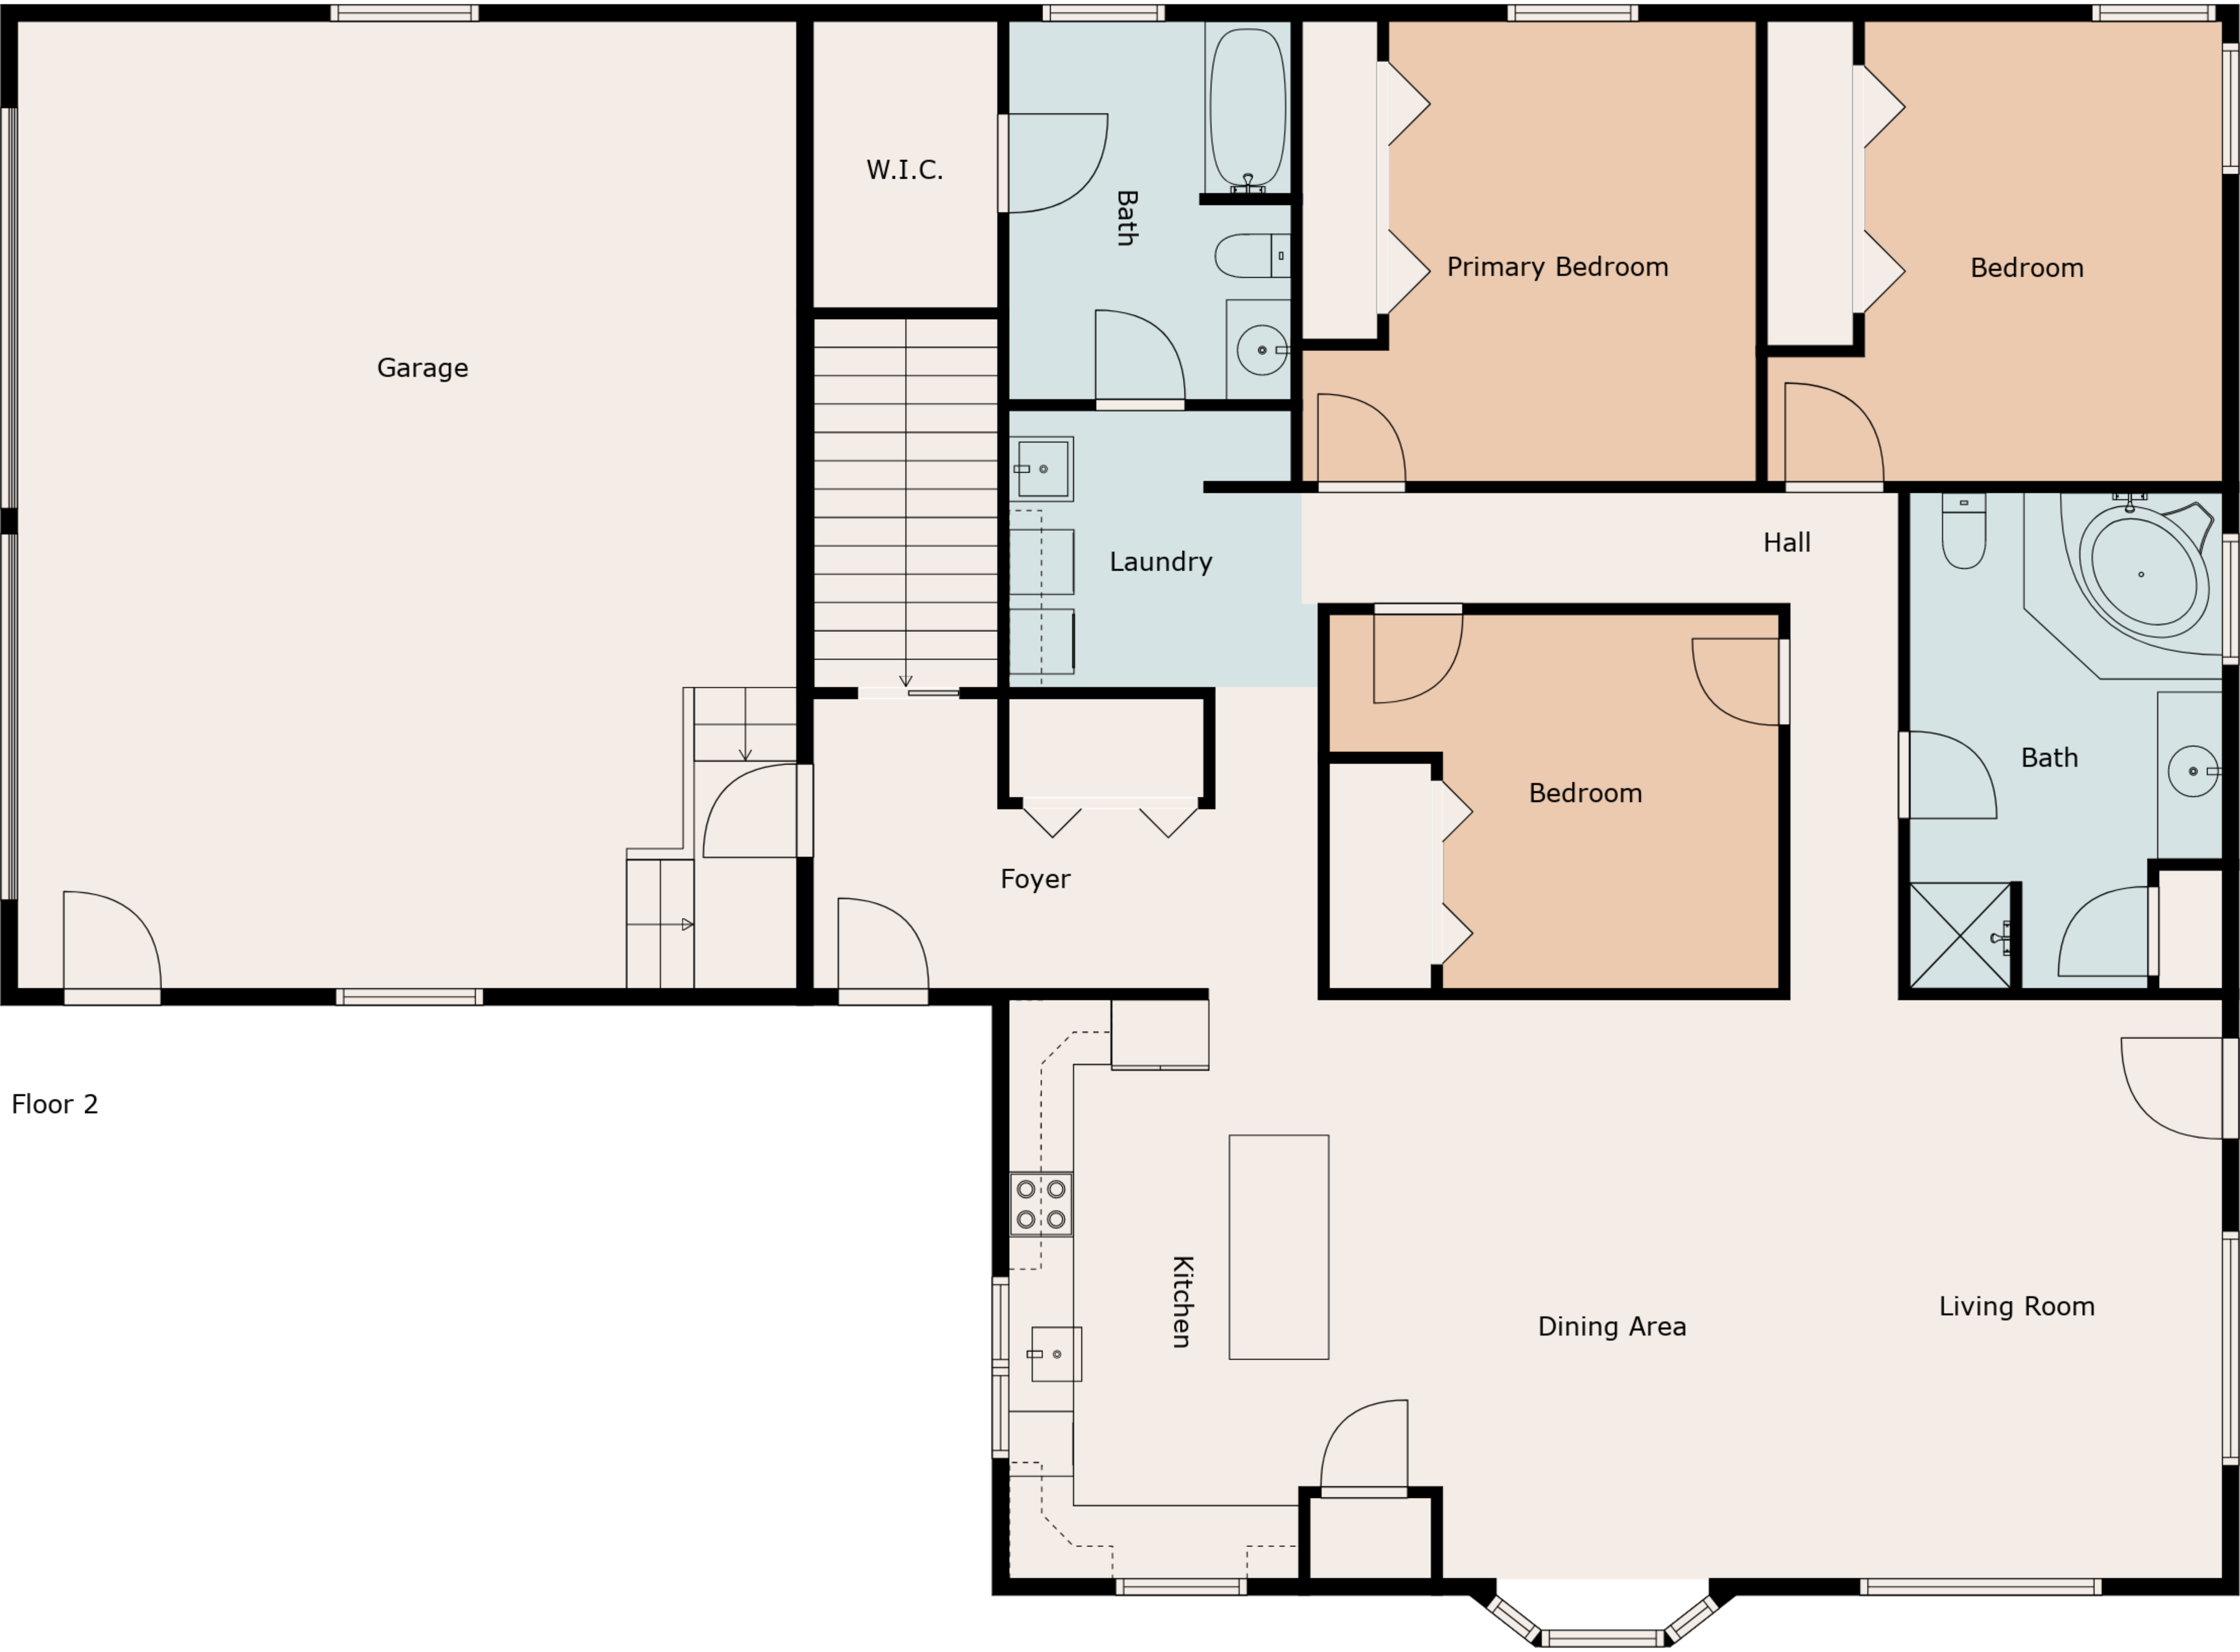 W.I.C.
Bath
Primary Bedroom
Bedroom
Garage
Laundry
Hall
Bath
Bedroom
Foyer
Floor 2
Kitchen
Dining Area
Living Room